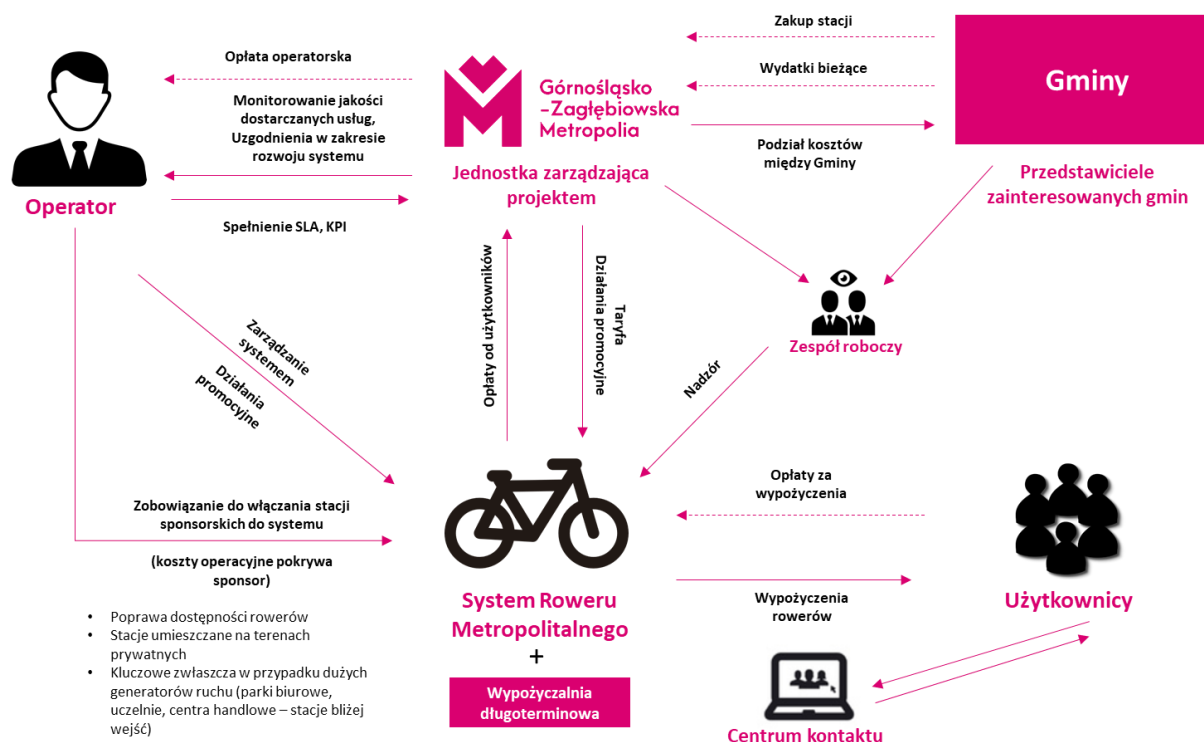 Zakup stacji
Opłata operatorska
Wydatki bieżące
Gminy
Górnośląsko
-Zagłębiowska
Metropolia
Monitorowanie jakości
dostarczanych usług,
Uzgodnienia w zakresie
rozwoju systemu
Podział kosztów
między Gminy
Jednostka zarządzająca
projektem
Przedstawiciele
zainteresowanych gmin
Operator
Spełnienie SLA, KPI
Opłaty od użytkowników
Taryfa
Działania promocyjne
Zespół roboczy
Nadzór
Zarządzanie
systemem
Działania
promocyjne
Opłaty za
wypożyczenia
Zobowiązanie do włączania stacji
sponsorskich do systemu
(koszty operacyjne pokrywa
sponsor)
• Poprawa dostępności rowerów
• Stacje umieszczane na terenach
prywatnych
• Kluczowe zwłaszcza w przypadku dużych
generatorów ruchu (parki biurowe,
uczelnie, centra handlowe – stacje bliżej
wejść)
System Roweru
Metropolitalnego
+
Wypożyczalnia
długoterminowa
Wypożyczenia
rowerów
Użytkownicy
Centrum kontaktu